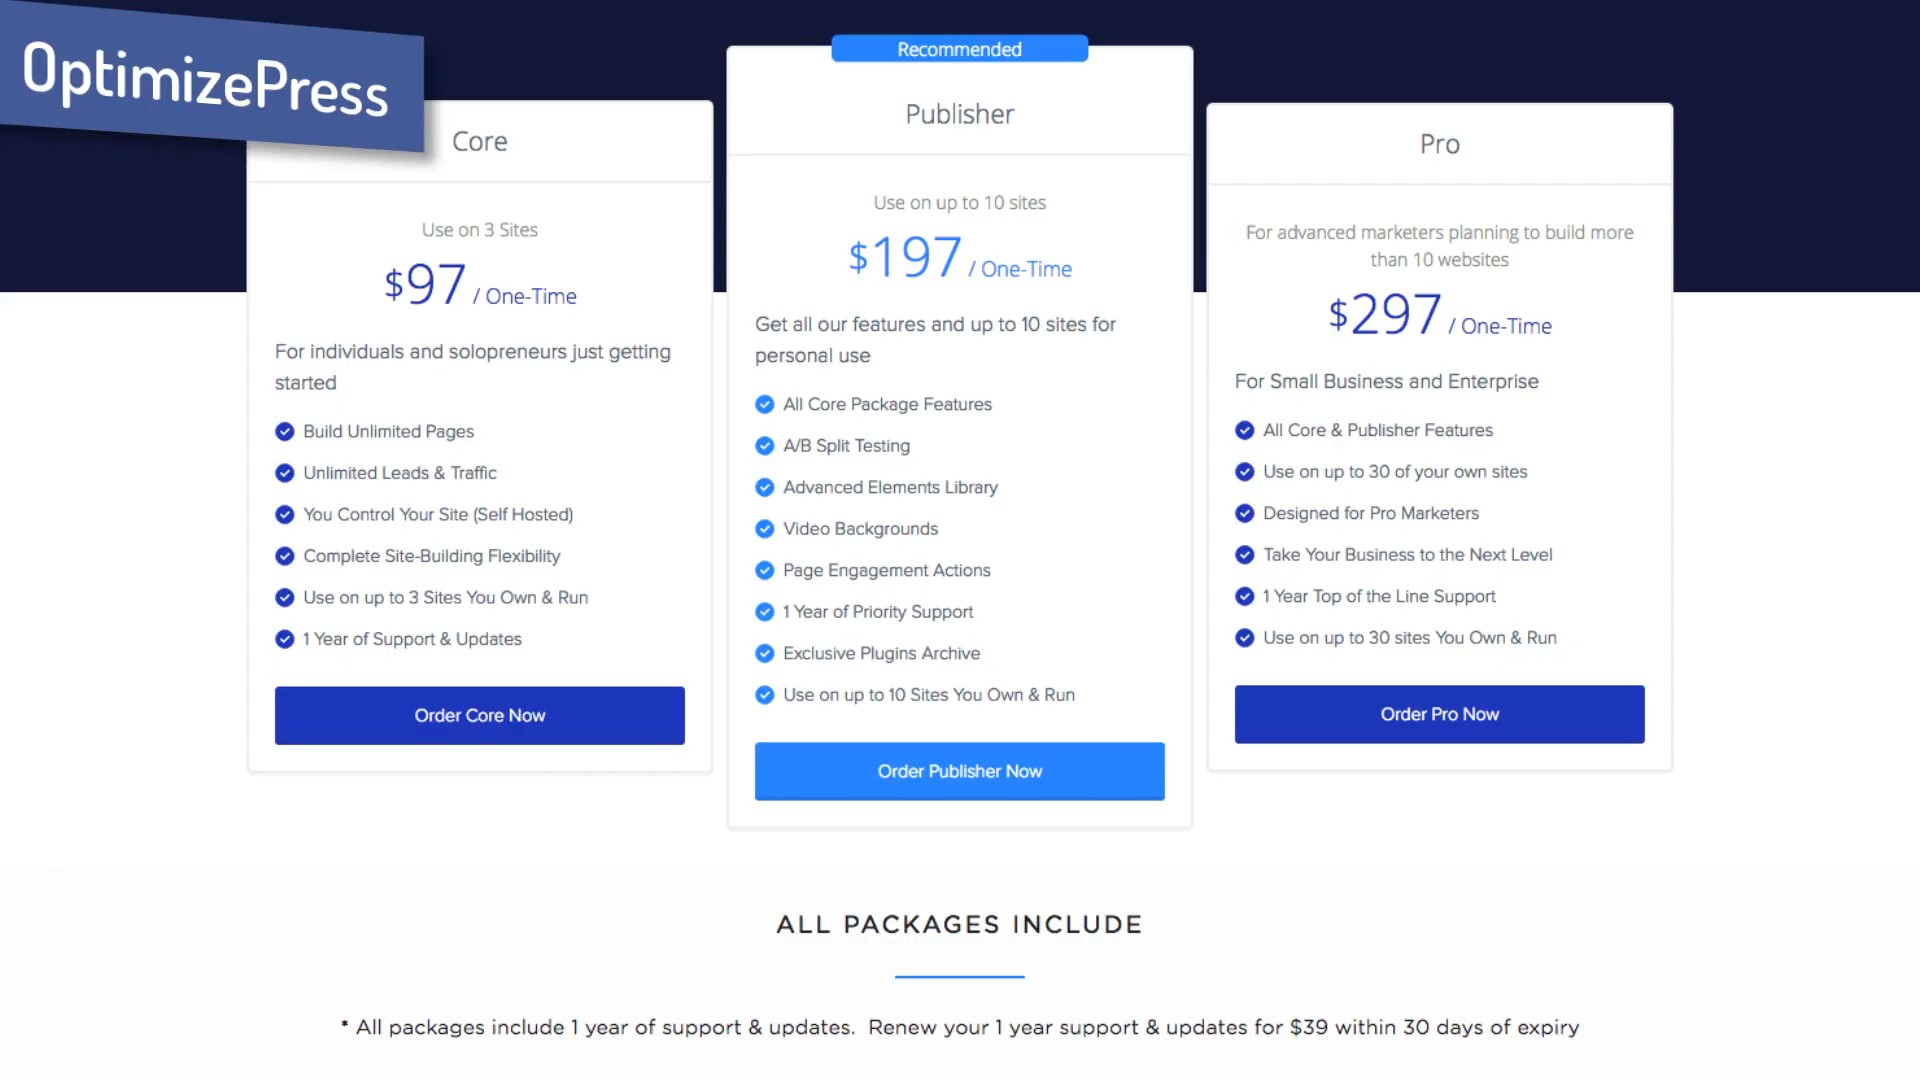 OptimizePress
Core
Use on 3 Sites
$97 / One-Time
For individuals and solopreneurs just getting
started
Build Unlimited Pages
Unlimited Leads & Traffic
You Control Your Site (Self Hosted)
Complete Site-Building Flexibility
Use on up to 3 Sites You Own & Run
1 Year of Support & Updates
Order Core Now
Recommended
Publisher
Use on up to 10 sites
$197 / One-Time
Get all our features and up to 10 sites for
personal use
All Core Package Features
A/B Split Testing
Advanced Elements Library
Video Backgrounds
Page Engagement Actions
1 Year of Priority Support
Exclusive Plugins Archive
Use on up to 10 Sites You Own & Run
Order Publisher Now
Pro
For advanced marketers planning to build more
than 10 websites
$297 / One-Time
For Small Business and Enterprise
All Core & Publisher Features
Use on up to 30 of your own sites
Designed for Pro Marketers
Take Your Business to the Next Level
1 Year Top of the Line Support
Use on up to 30 sites You Own & Run
Order Pro Now
ALL PACKAGES INCLUDE
* All packages include 1 year of support & updates. Renew your 1 year support & updates for $39 within 30 days of expiry